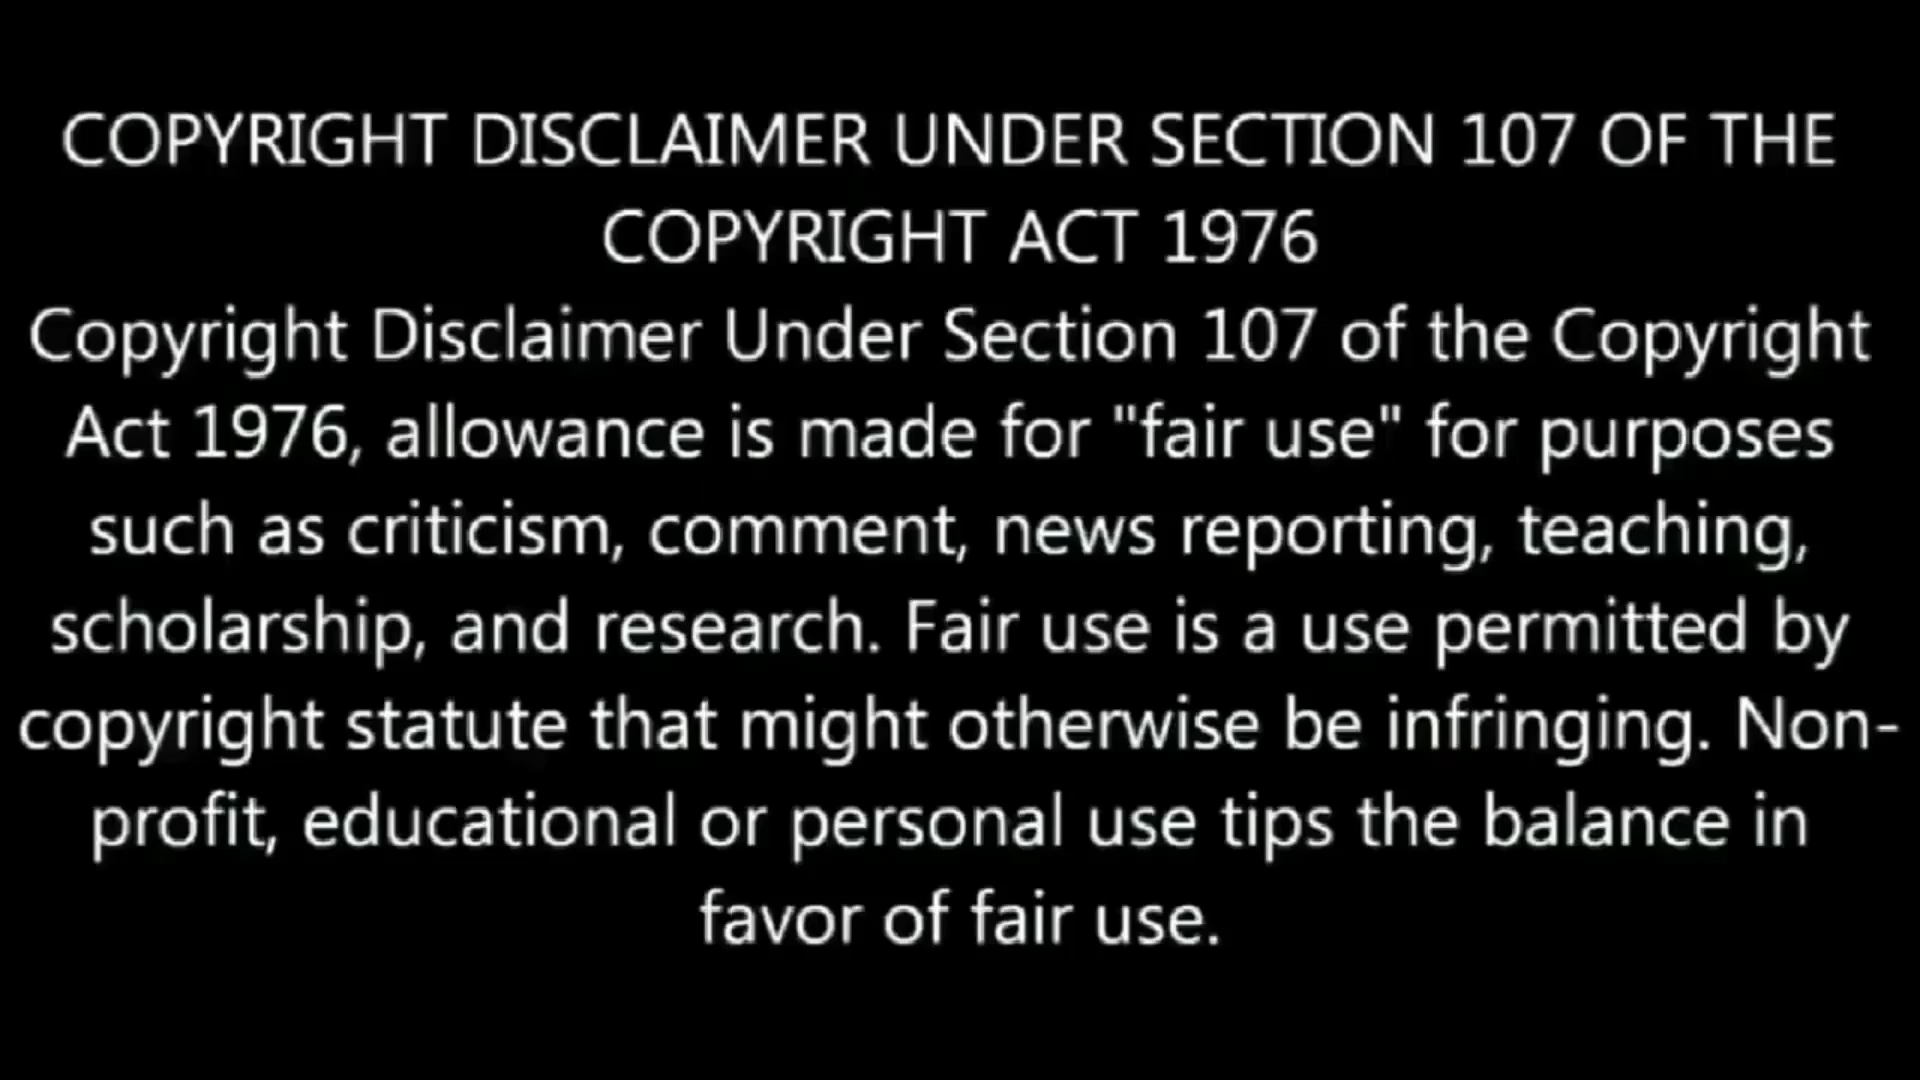 COPYRIGHT DISCLAIMER UNDER SECTION 107 OF THE
COPYRIGHT ACT 1976
Copyright Disclaimer Under Section 107 of the Copyright
Act 1976, allowance is made for "fair use" for purposes
such as criticism, comment, news reporting, teaching,
scholarship, and research. Fair use is a use permitted by
copyright statute that might otherwise be infringing. Non-
profit, educational or personal use tips the balance in
favor of fair use.